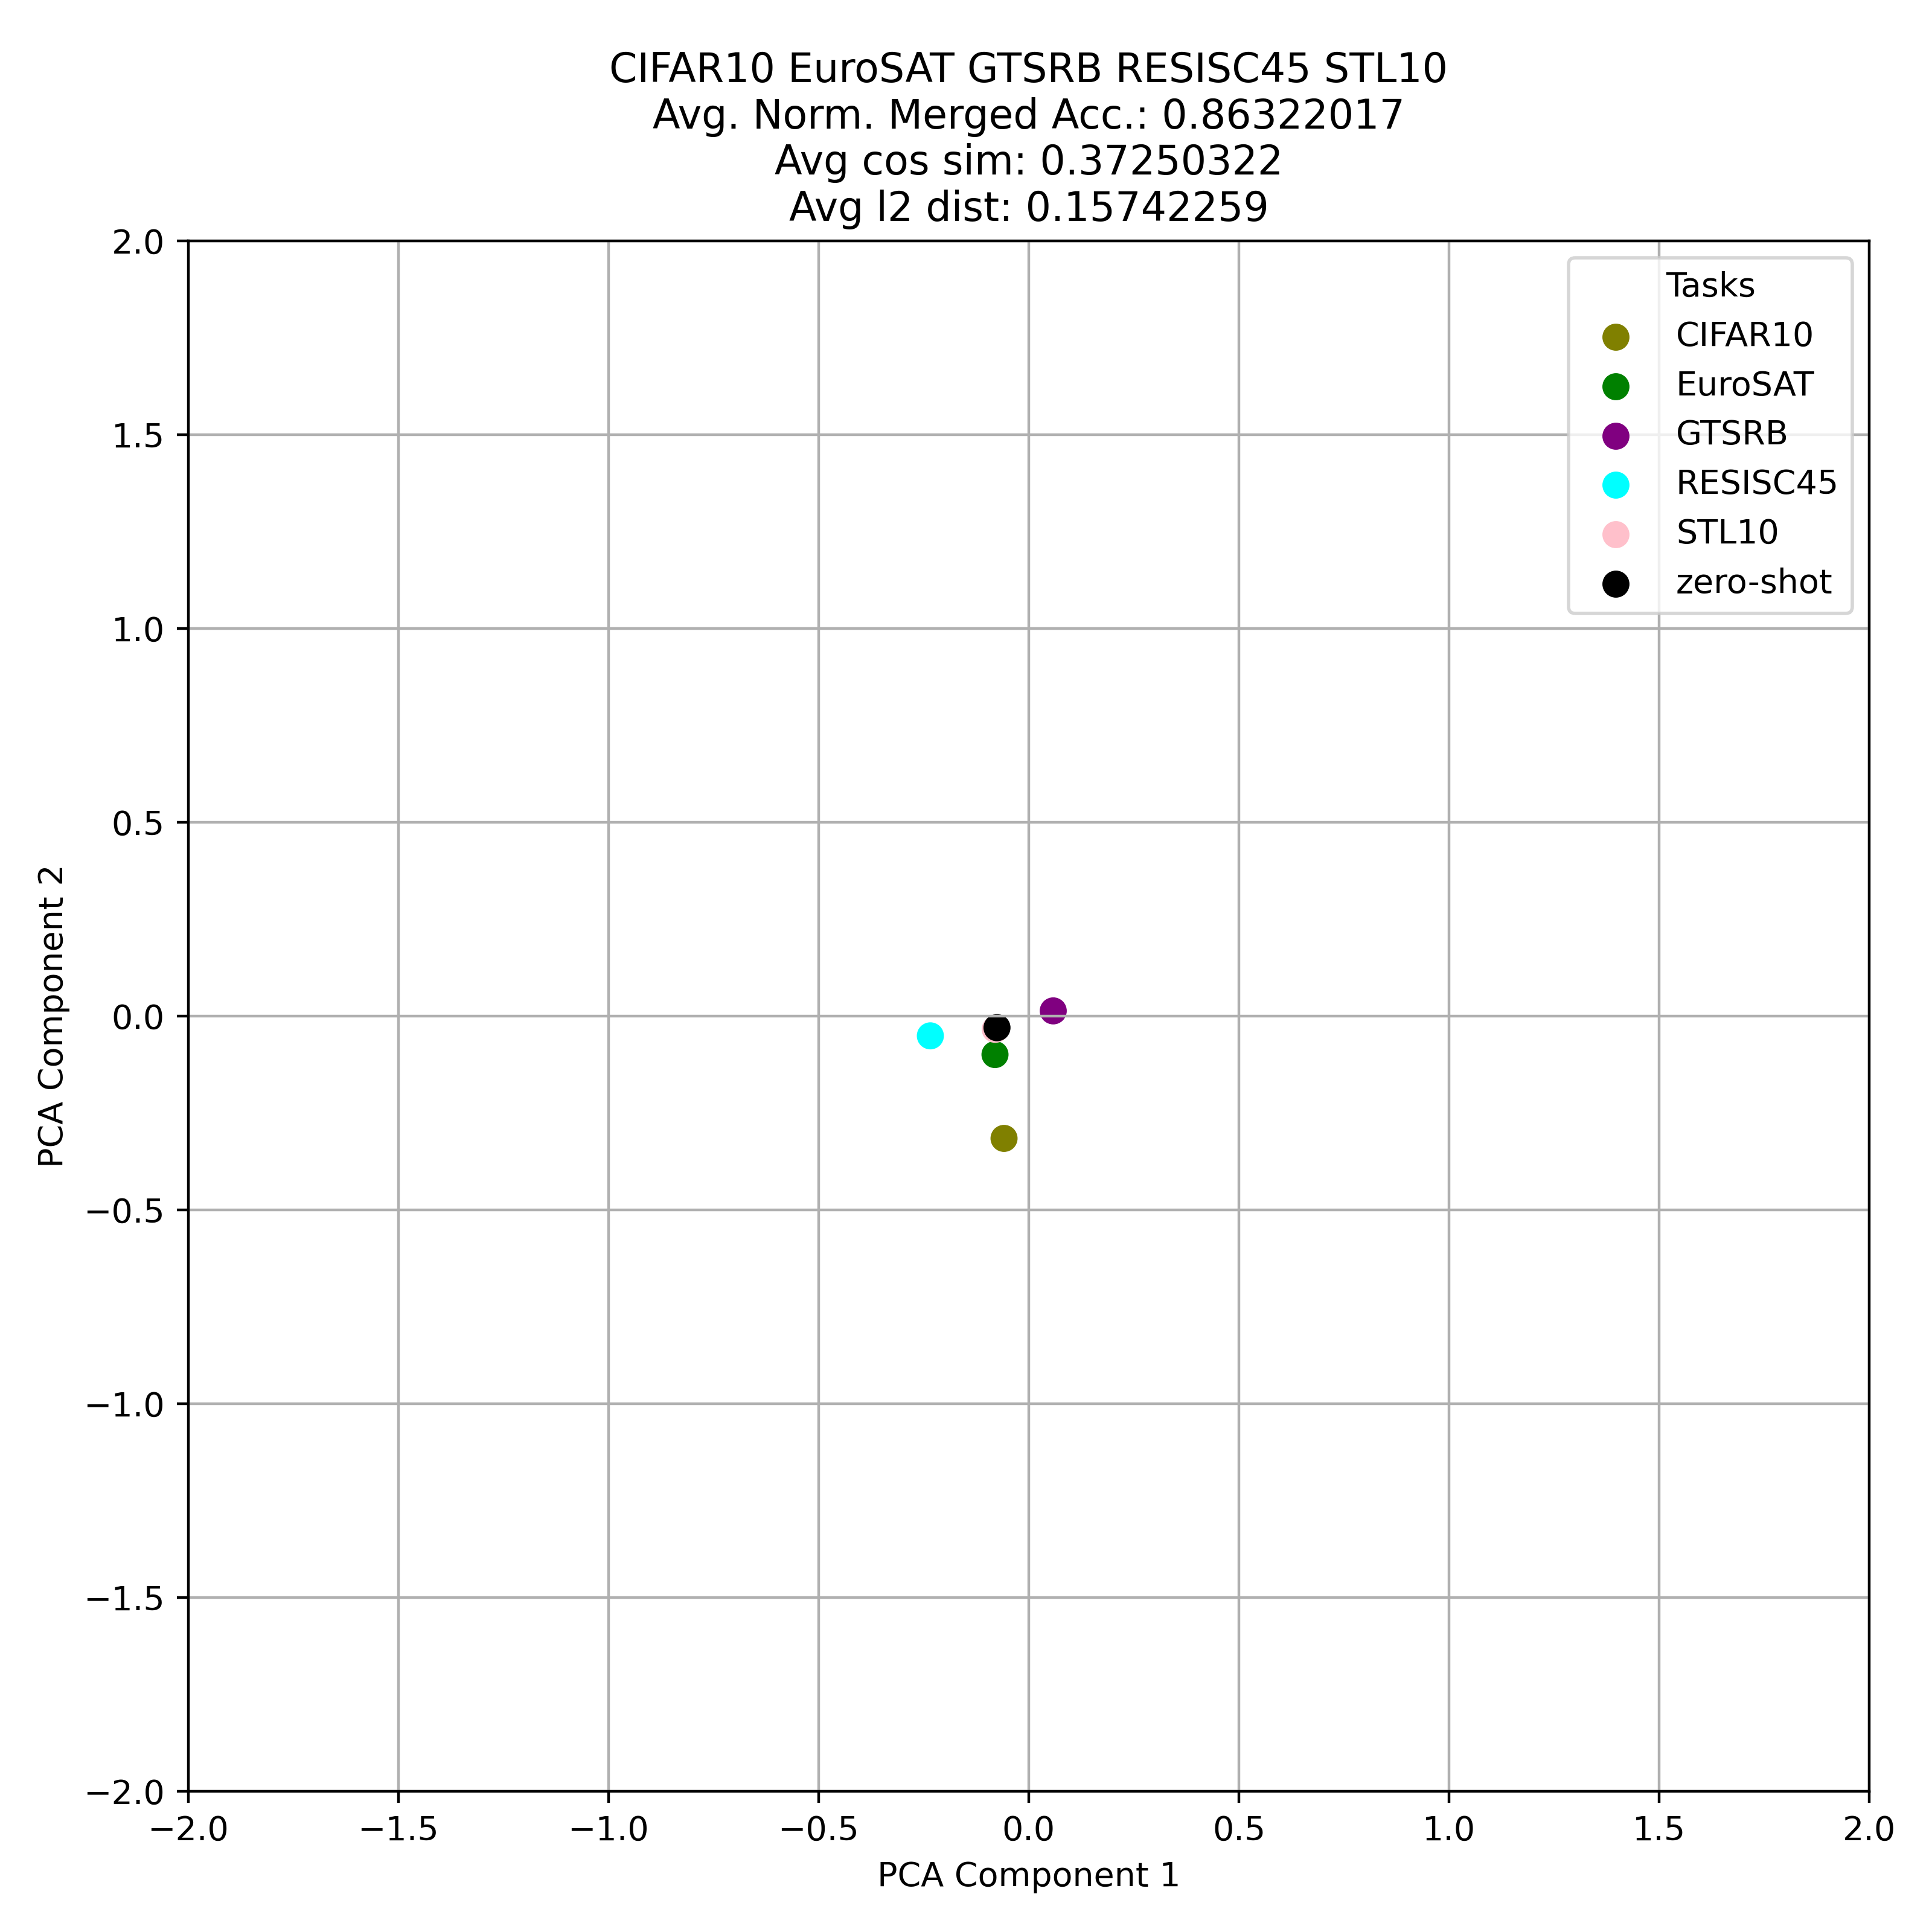 CIFAR10 EuroSAT GTSRB RESISC45 STL10
Avg. Norm. Merged Acc.: 0.86322017
Avg cos sim: 0.37250322
Avg l2 dist: 0.15742259
Tasks
CIFAR10
EuroSAT
GTSRB
RESISC45
STL10
zero-shot
PCA Component 2
2.0
1.5
1.0
0.5
0.0
−0.5
−1.0
−1.5
−2.0
−2.0 −1.5 −1.0 −0.5 0.0 0.5 1.0 1.5 2.0
PCA Component 1